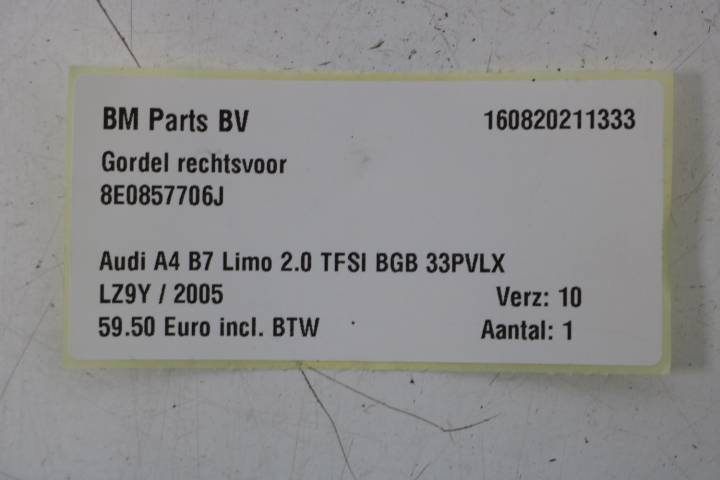 BM Parts BV 160820211333
Gordel rechtsvoor
8E0857706J
Audi A4 B7 Limo 2.0 TFSI BGB 33PVLX
LZ9Y / 2005 Verz: 10
59.50 Euro incl. BTW Aantal: 1